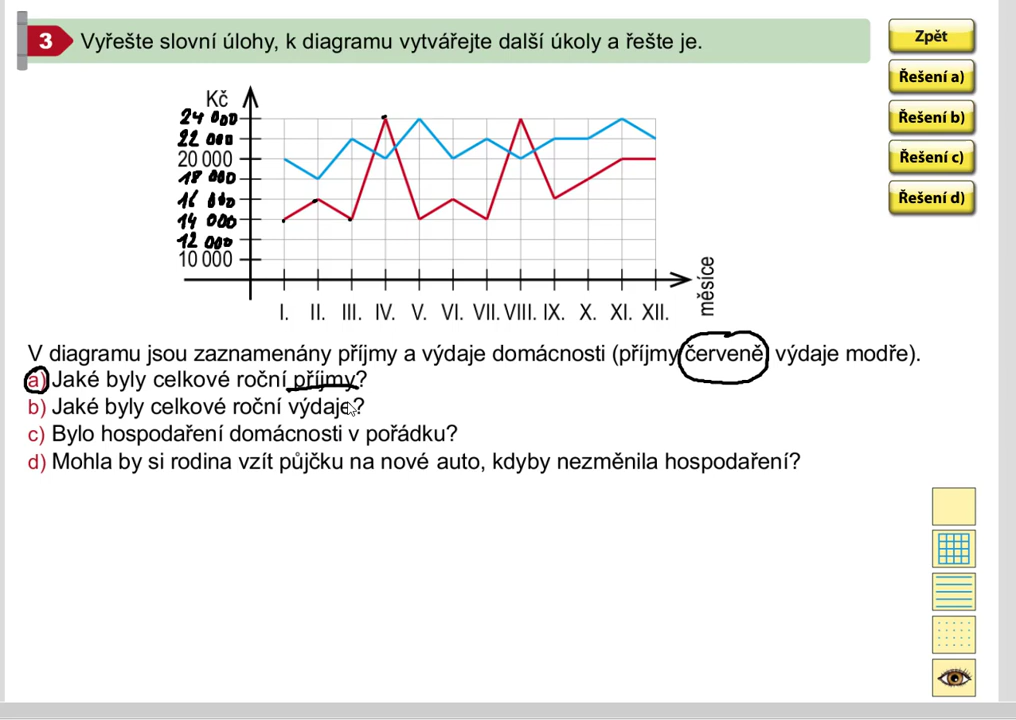 3 Vyřešte slovní úlohy, k diagramu vytvářejte další úkoly a řešte je.
Zpět
Řešení a)
Řešení b)
Řešení c)
Řešení d)
Kč
24 000
22 000
20 000
18 000
16 000
14 000
12 000
10 000
měsíce
I. II. III. IV. V. VI. VII. VIII. IX. X. XI. XII.
V diagramu jsou zaznamenány příjmy a výdaje domácnosti (příjmy červeně, výdaje modře).
a) Jaké byly celkové roční příjmy?
b) Jaké byly celkové roční výdaje?
c) Bylo hospodaření domácnosti v pořádku?
d) Mohla by si rodina vzít půjčku na nové auto, kdyby nezměnila hospodaření?